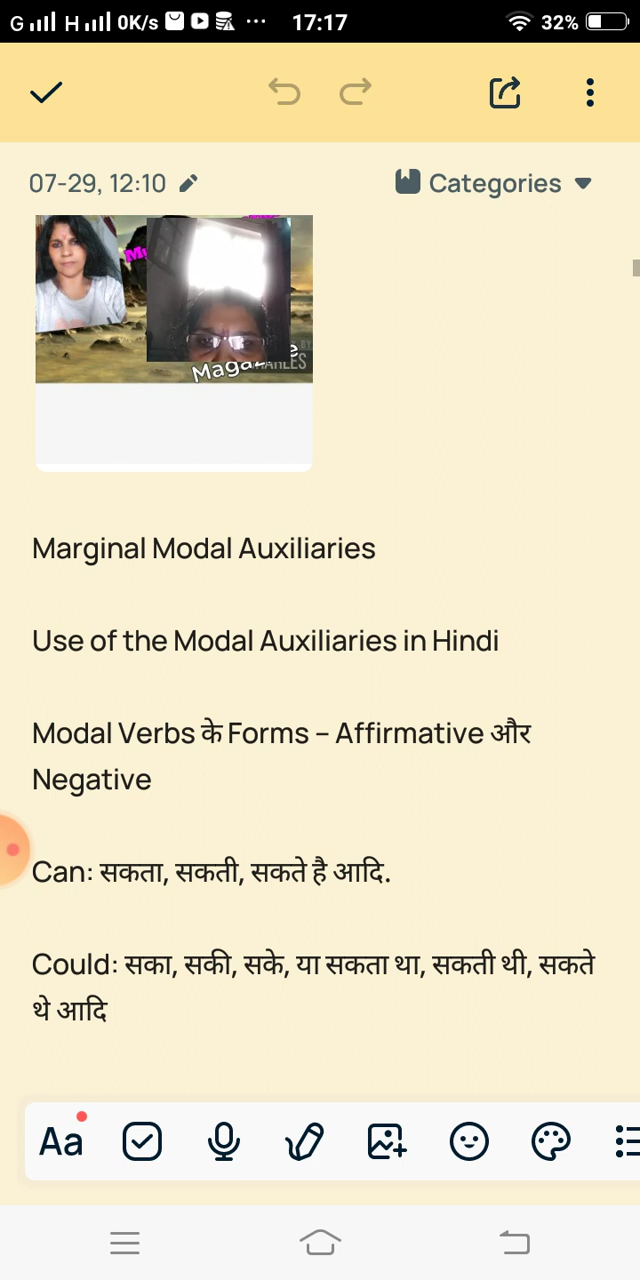 G H 0K/s ... 17:17 32%
07-29, 12:10 Categories
Magaz
Marginal Modal Auxiliaries
Use of the Modal Auxiliaries in Hindi
Modal Verbs के Forms – Affirmative और
Negative
Can: सकता, सकती, सकते है आदि.
Could: सका, सकी, सके, या सकता था, सकती थी, सकते
थे आदि
Aa